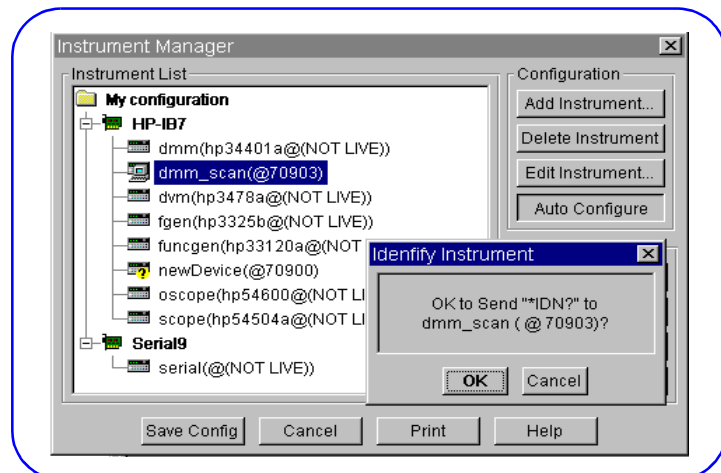 Instrument Manager
Instrument List
My configuration
HP-IB7
dmm(hp34401a@(NOT LIVE))
dmm_scan(@70903)
dvm(hp3478a@(NOT LIVE))
fgen(hp3325b@(NOT LIVE))
funcgen(hp33120a@(NOT
newDevice(@70900)
oscope(hp54600@(NOT LI
scope(hp54504a@(NOT LI
Serial9
serial(@(NOT LIVE))
Configuration
Add Instrument...
Delete Instrument
Edit Instrument...
Auto Configure
Idenfify Instrument
OK to Send "*IDN?" to
dmm_scan ( @ 70903)?
OK Cancel
Save Config Cancel Print Help